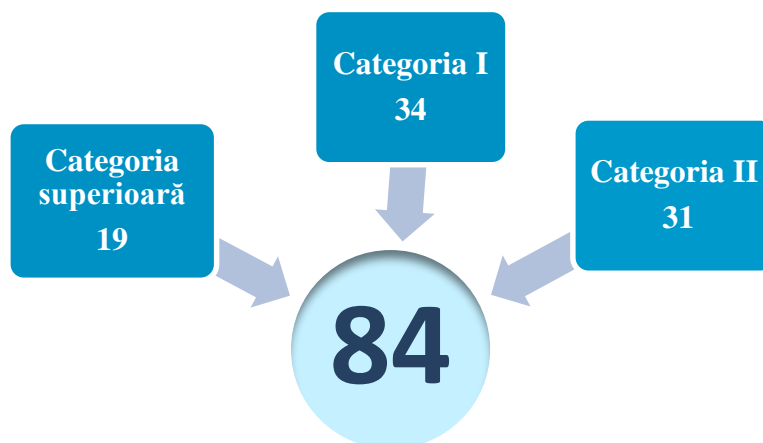 Categoria I
34
Categoria
superioară
19
Categoria II
31
84